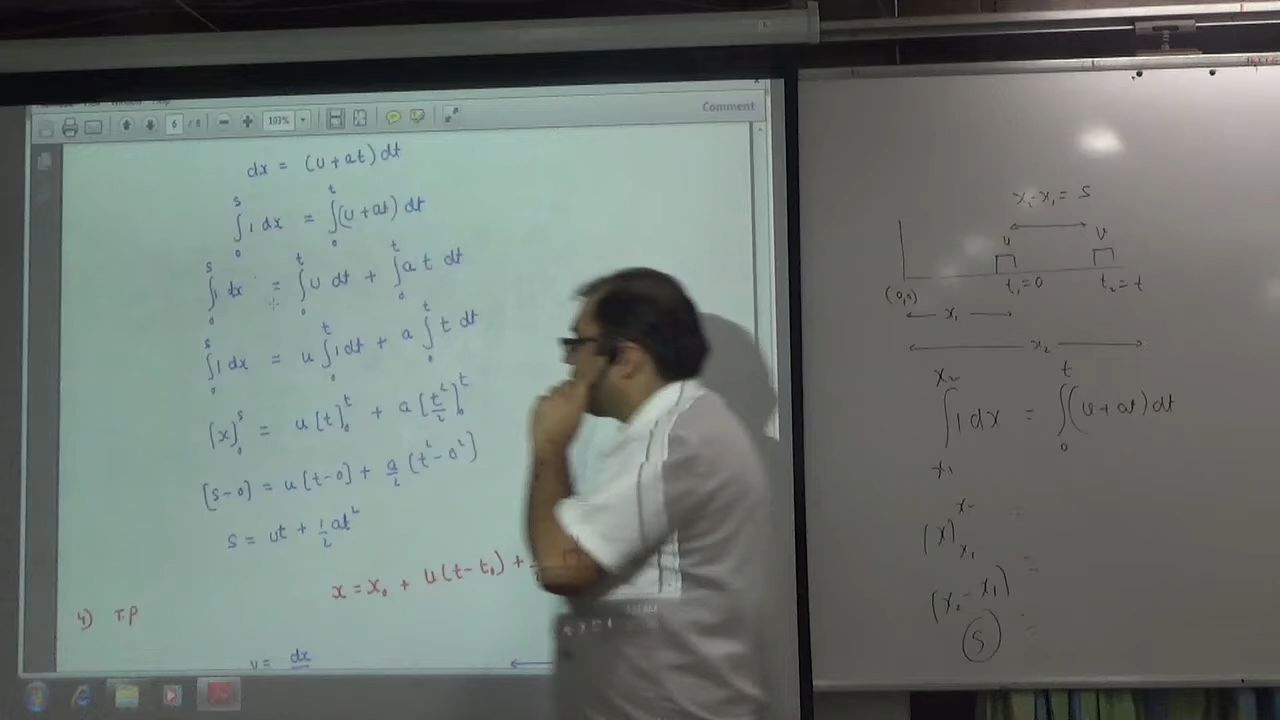 Comment
6 / 8 103%
dx = (u + at) dt
∫₀ˢ 1 dx = ∫₀ᵗ (u + at) dt
∫₀ˢ 1 dx = ∫₀ᵗ u dt + ∫₀ᵗ a t dt
∫₀ˢ 1 dx = u ∫₀ᵗ 1 dt + a ∫₀ᵗ t dt
[x]₀ˢ = u [t]₀ᵗ + a [t²/2]₀ᵗ
[s-0] = u [t-0] + a/2 [t² - 0²]
s = ut + 1/2 at²
x = x₀ + u(t - t₀) +
4) T.P
v = dx
x₂-x₁ = s
u v
t₁=0 t₂=t
(0,0)
x₁
x₂
∫ₓ₁ˣ² 1 dx = ∫₀ᵗ (u + at) dt
(x)ₓ₁ˣ² =
(x₂ - x₁) =
(s)